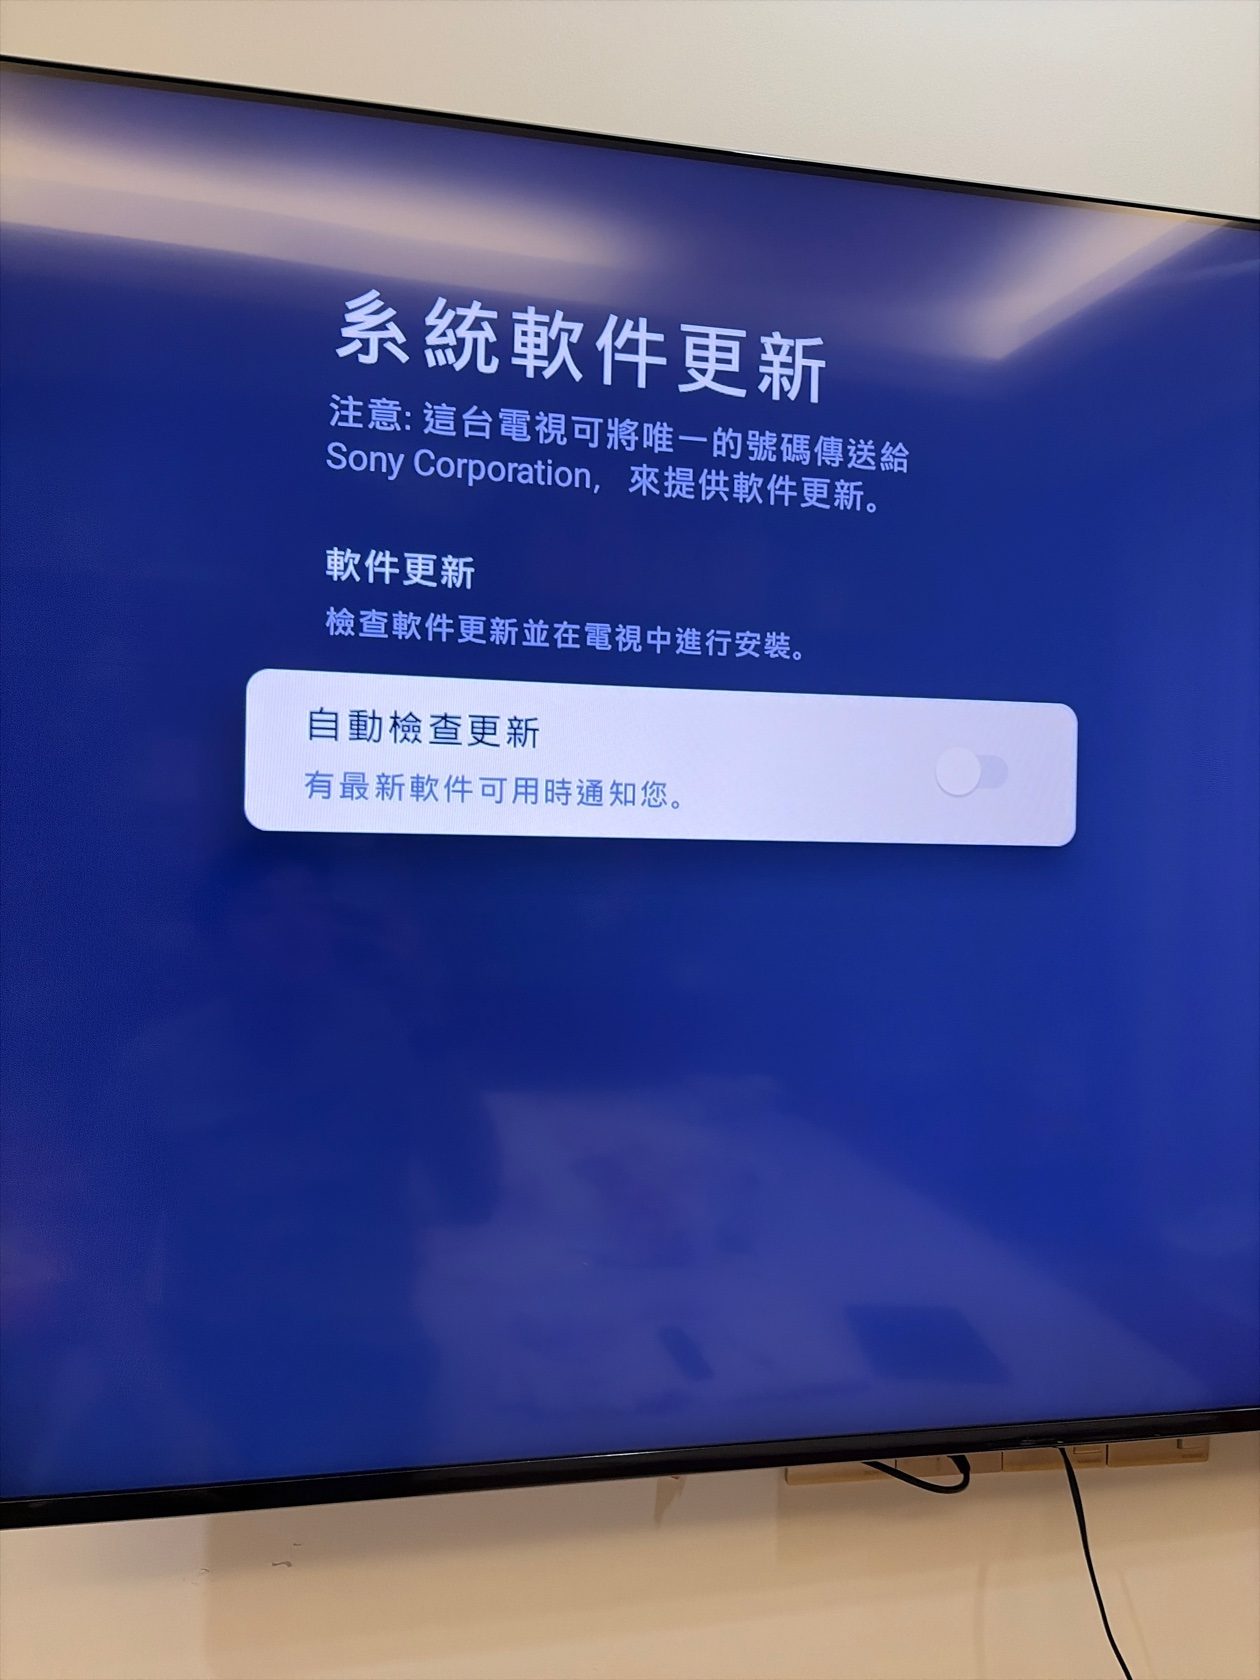 系統軟件更新
注意: 這台電視可將唯一的號碼傳送給
Sony Corporation, 來提供軟件更新。
軟件更新
檢查軟件更新並在電視中進行安裝。
自動檢查更新
有最新軟件可用時通知您。